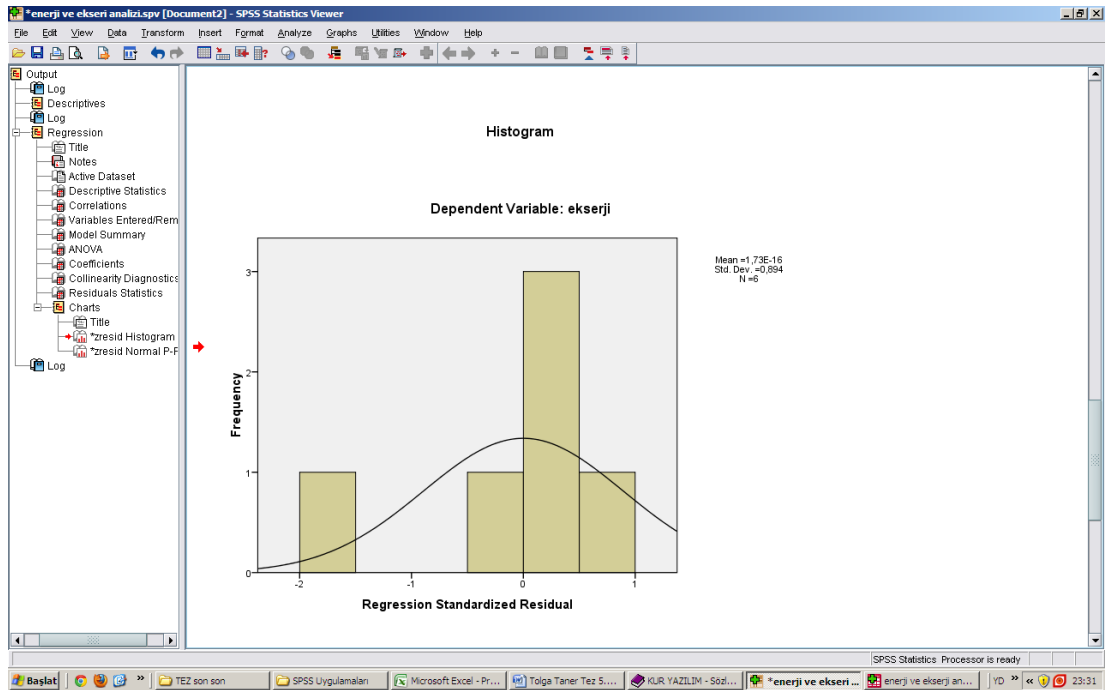 *enerji ve ekseri analizi.spv [Document2] - SPSS Statistics Viewer
File Edit View Data Transform Insert Format Analyze Graphs Utilities Window Help
Output
Log
Descriptives
Log
Regression
Title
Notes
Active Dataset
Descriptive Statistics
Correlations
Variables Entered/Rem
Model Summary
ANOVA
Coefficients
Collinearity Diagnostics
Residuals Statistics
Charts
Title
*zresid Histogram
*zresid Normal P-P
Log
Histogram
Dependent Variable: ekserji
Mean =1,73E-16
Std. Dev. =0,894
N =6
3
2
1
0
Frequency
-2 -1 0 1
Regression Standardized Residual
SPSS Statistics Processor is ready
Başlat TEZ son son SPSS Uygulamaları Microsoft Excel - Pr... Tolga Taner Tez 5.... KUR YAZILIM - Sözl... *enerji ve ekseri ... enerji ve ekserji an... YD 23:31